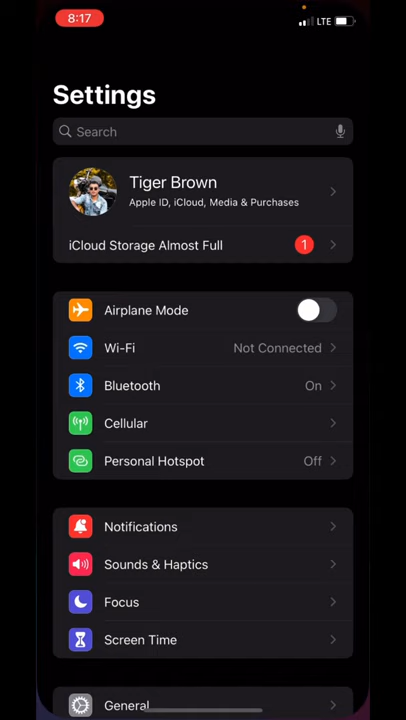 8:17
LTE
Settings
Search
Tiger Brown
Apple ID, iCloud, Media & Purchases
iCloud Storage Almost Full 1
Airplane Mode
Wi-Fi Not Connected
Bluetooth On
Cellular
Personal Hotspot Off
Notifications
Sounds & Haptics
Focus
Screen Time
General